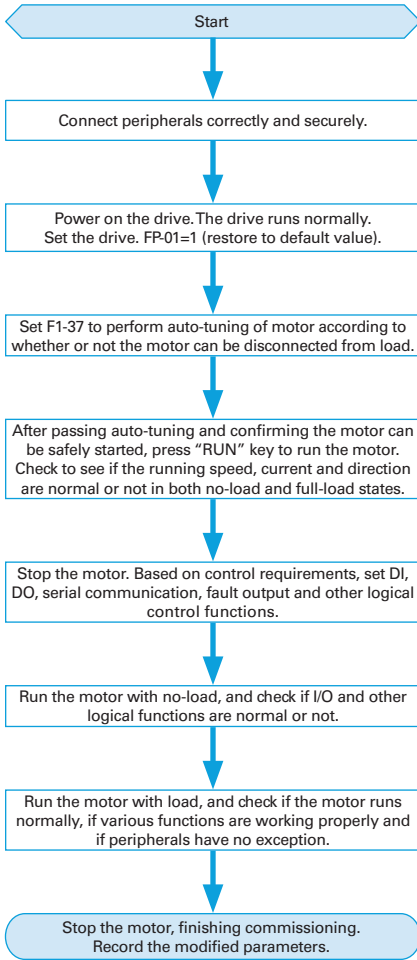 Start
Connect peripherals correctly and securely.
Power on the drive. The drive runs normally.
Set the drive. FP-01=1 (restore to default value).
Set F1-37 to perform auto-tuning of motor according to
whether or not the motor can be disconnected from load.
After passing auto-tuning and confirming the motor can
be safely started, press “RUN” key to run the motor.
Check to see if the running speed, current and direction
are normal or not in both no-load and full-load states.
Stop the motor. Based on control requirements, set DI,
DO, serial communication, fault output and other logical
control functions.
Run the motor with no-load, and check if I/O and other
logical functions are normal or not.
Run the motor with load, and check if the motor runs
normally, if various functions are working properly and
if peripherals have no exception.
Stop the motor, finishing commissioning.
Record the modified parameters.